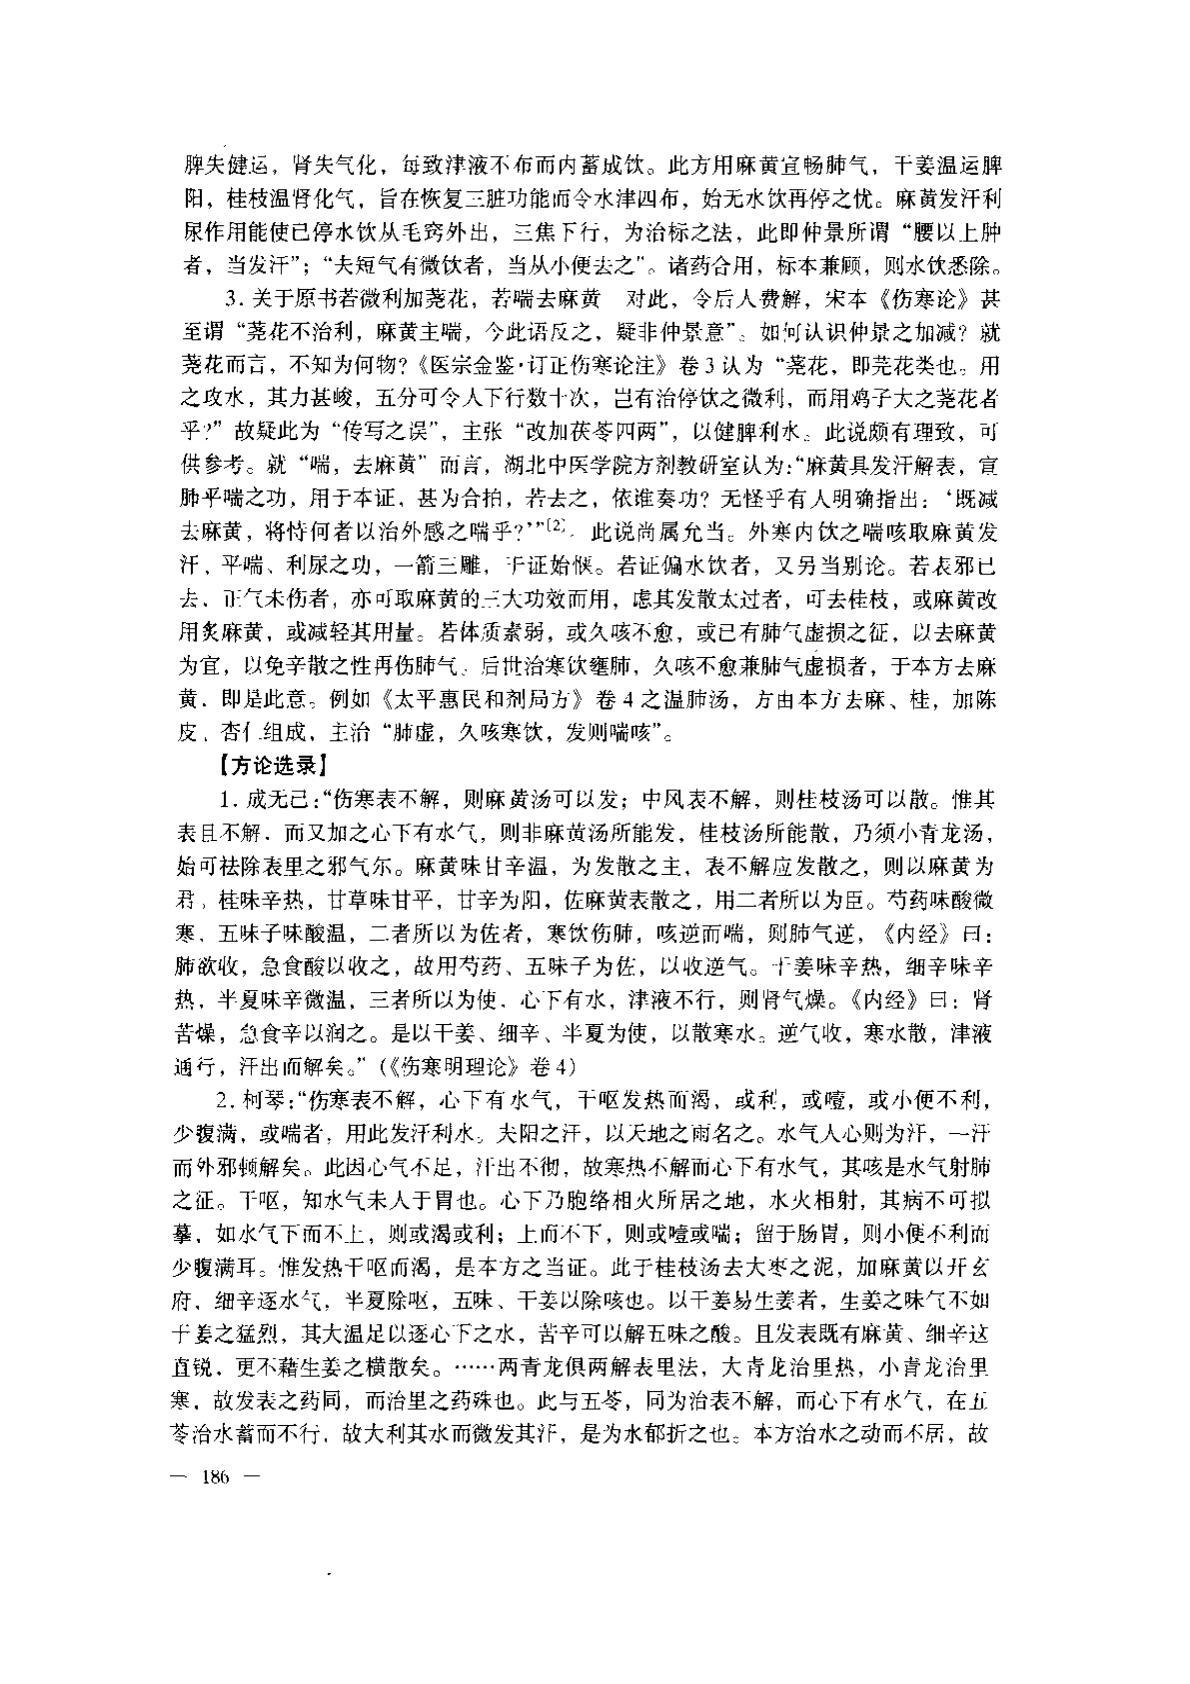 脾失健运，肾失气化，每致津液不布而内蓄成饮。此方用麻黄宣畅肺气，干姜温运脾
阳，桂枝温肾化气，旨在恢复三脏功能而令水津四布，始无水饮再停之忧。麻黄发汗利
尿作用能使已停水饮从毛窍外出，三焦下行，为治标之法，此即仲景所谓“腰以上肿
者，当发汗”；“夫短气有微饮者，当从小便去之”。诸药合用，标本兼顾，则水饮悉除。
3. 关于原书若微利加荛花，若喘去麻黄　对此，令后人费解，宋本《伤寒论》甚
至谓“荛花不治利，麻黄主喘，今此语反之，疑非仲景意”。如何认识仲景之加减？就
荛花而言，不知为何物？《医宗金鉴·订正伤寒论注》卷3认为“荛花，即芫花类也。用
之攻水，其力甚峻，五分可令人下行数十次，岂有治停饮之微利，而用鸡子大之荛花者
乎？”故疑此为“传写之误”，主张“改加茯苓四两”，以健脾利水。此说颇有理致，可
供参考。就“喘，去麻黄”而言，湖北中医学院方剂教研室认为：“麻黄具发汗解表，宣
肺平喘之功，用于本证，甚为合拍，若去之，依谁奏功？无怪乎有人明确指出：‘既减
去麻黄，将恃何者以治外感之喘乎？’”[2]。此说尚属允当。外寒内饮之喘咳取麻黄发
汗、平喘、利尿之功，一箭三雕，于证始惬。若证偏水饮者，又另当别论。若表邪已
去，正气未伤者，亦可取麻黄的三大功效而用，虑其发散太过者，可去桂枝，或麻黄改
用炙麻黄，或减轻其用量。若体质素弱，或久咳不愈，或已有肺气虚损之征，以去麻黄
为宜，以免辛散之性再伤肺气。后世治寒饮壅肺，久咳不愈兼肺气虚损者，于本方去麻
黄，即是此意。例如《太平惠民和剂局方》卷4之温肺汤，方由本方去麻、桂，加陈
皮、杏仁组成，主治“肺虚，久咳寒饮，发则喘咳”。
【方论选录】
1. 成无己：“伤寒表不解，则麻黄汤可以发；中风表不解，则桂枝汤可以散。惟其
表且不解，而又加之心下有水气，则非麻黄汤所能发，桂枝汤所能散，乃须小青龙汤，
始可祛除表里之邪气尔。麻黄味甘辛温，为发散之主，表不解应发散之，则以麻黄为
君，桂味辛热，甘草味甘平，甘辛为阳，佐麻黄表散之，用二者所以为臣。芍药味酸微
寒，五味子味酸温，二者所以为佐者，寒饮伤肺，咳逆而喘，则肺气逆，《内经》曰：
肺欲收，急食酸以收之，故用芍药、五味子为佐，以收逆气。干姜味辛热，细辛味辛
热，半夏味辛微温，三者所以为使，心下有水，津液不行，则肾气燥。《内经》曰：肾
苦燥，急食辛以润之。是以干姜、细辛、半夏为使，以散寒水。逆气收，寒水散，津液
通行，汗出而解矣。”（《伤寒明理论》卷4）
2. 柯琴：“伤寒表不解，心下有水气，干呕发热而渴，或利，或噎，或小便不利，
少腹满，或喘者，用此发汗利水。夫阳之汗，以天地之雨名之。水气入心则为汗，一汗
而外邪顿解矣。此因心气不足，汗出不彻，故寒热不解而心下有水气，其咳是水气射肺
之征。干呕，知水气未入于胃也。心下乃胞络相火所居之地，水火相射，其病不可拟
摹，如水气下而不上，则或渴或利；上而不下，则或噎或喘；留于肠胃，则小便不利而
少腹满耳。惟发热干呕而渴，是本方之当证。此于桂枝汤去大枣之泥，加麻黄以开玄
府，细辛逐水气，半夏除呕，五味、干姜以除咳也。以干姜易生姜者，生姜之味气不如
干姜之猛烈，其大温足以逐心下之水，苦辛可以解五味之酸。且发表既有麻黄、细辛这
直锐，更不藉生姜之横散矣。……两青龙俱两解表里法，大青龙治里热，小青龙治里
寒，故发表之药同，而治里之药殊也。此与五苓，同为治表不解，而心下有水气，在五
苓治水蓄而不行，故大利其水而微发其汗，是为水郁折之也。本方治水之动而不居，故
— 186 —